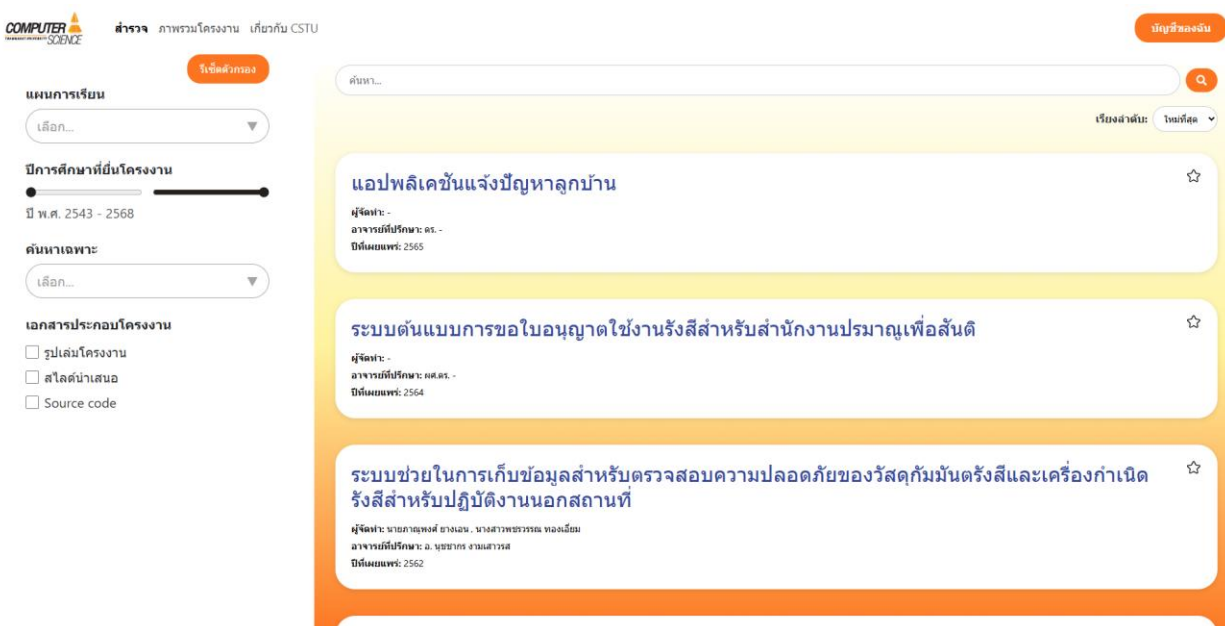 COMPUTER
SCIENCE
สำรวจ ภาพรวมโครงงาน เกี่ยวกับ CSTU
บัญชีของฉัน
รีเซ็ตตัวกรอง
แผนการเรียน
เลือก...
ปีการศึกษาที่ยื่นโครงงาน
ปี พ.ศ. 2543 - 2568
ค้นหาเฉพาะ
เลือก...
เอกสารประกอบโครงงาน
รูปเล่มโครงงาน
สไลด์นำเสนอ
Source code
ค้นหา...
เรียงลำดับ: ใหม่ที่สุด
แอปพลิเคชันแจ้งปัญหาลูกบ้าน
ผู้จัดทำ: -
อาจารย์ที่ปรึกษา: ดร. -
ปีที่เผยแพร่: 2565
ระบบต้นแบบการขอใบอนุญาตใช้งานรังสีสำหรับสำนักงานปรมาณูเพื่อสันติ
ผู้จัดทำ: -
อาจารย์ที่ปรึกษา: ผศ.ดร. -
ปีที่เผยแพร่: 2564
ระบบช่วยในการเก็บข้อมูลสำหรับตรวจสอบความปลอดภัยของวัสดุกัมมันตรังสีและเครื่องกำเนิด
รังสีสำหรับปฏิบัติงานนอกสถานที่
ผู้จัดทำ: นายภาณุพงศ์ ยางเอน , นางสาวพชรวรรณ ทองเอี่ยม
อาจารย์ที่ปรึกษา: อ. นุชชากร งามเสาวรส
ปีที่เผยแพร่: 2562